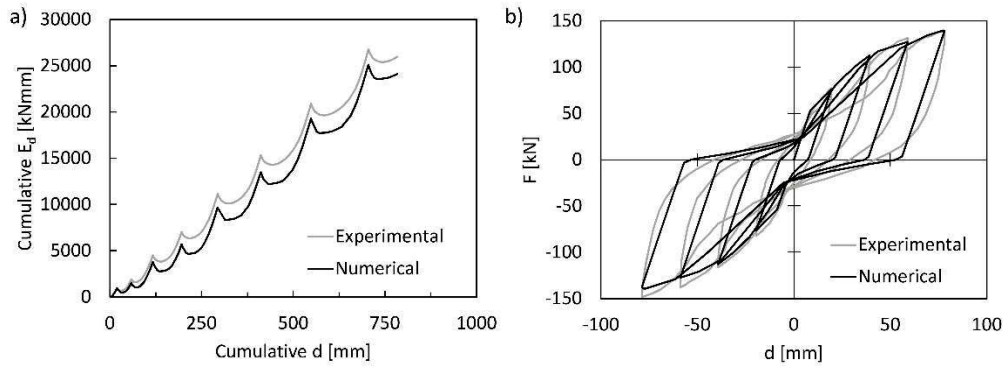 a)
30000
25000
20000
15000
10000
5000
0
Cumulative Ed [kNmm]
0 250 500 750 1000
Cumulative d [mm]
Experimental
Numerical
b)
150
100
50
0
-50
-100
-150
F [kN]
-100 -50 0 50 100
d [mm]
Experimental
Numerical